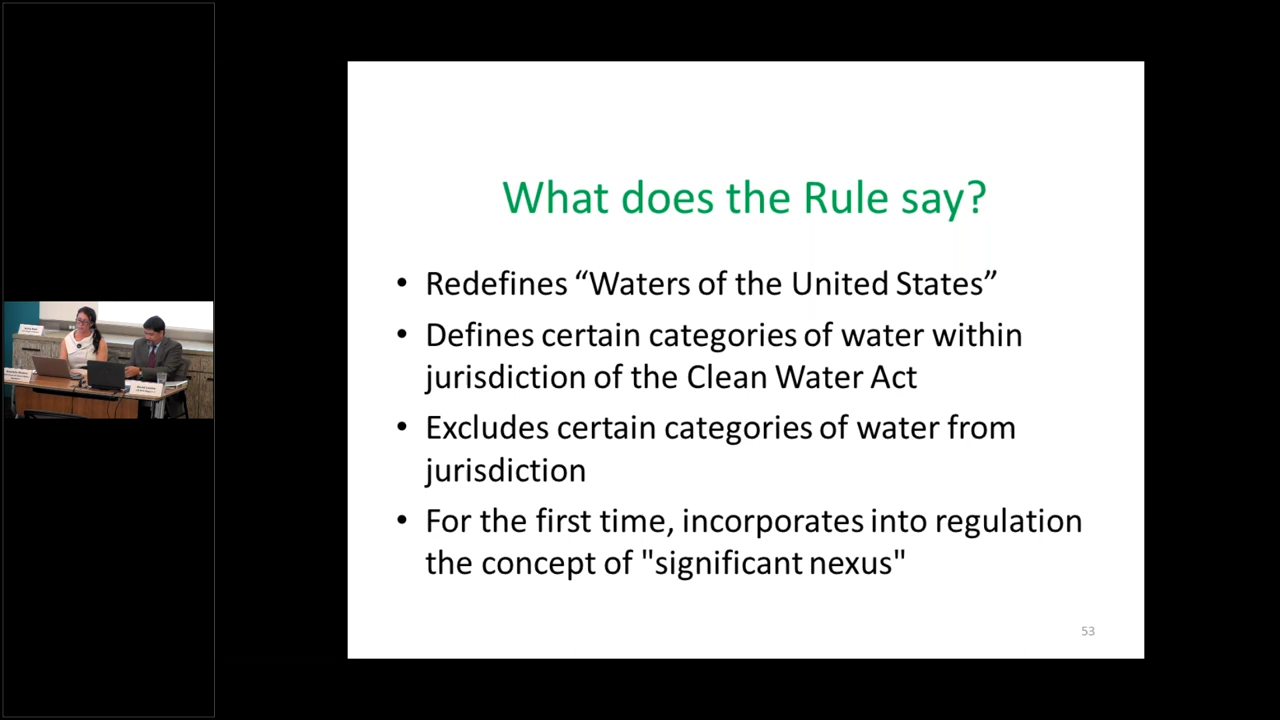 What does the Rule say?
• Redefines “Waters of the United States”
• Defines certain categories of water within
jurisdiction of the Clean Water Act
• Excludes certain categories of water from
jurisdiction
• For the first time, incorporates into regulation
the concept of "significant nexus"
53